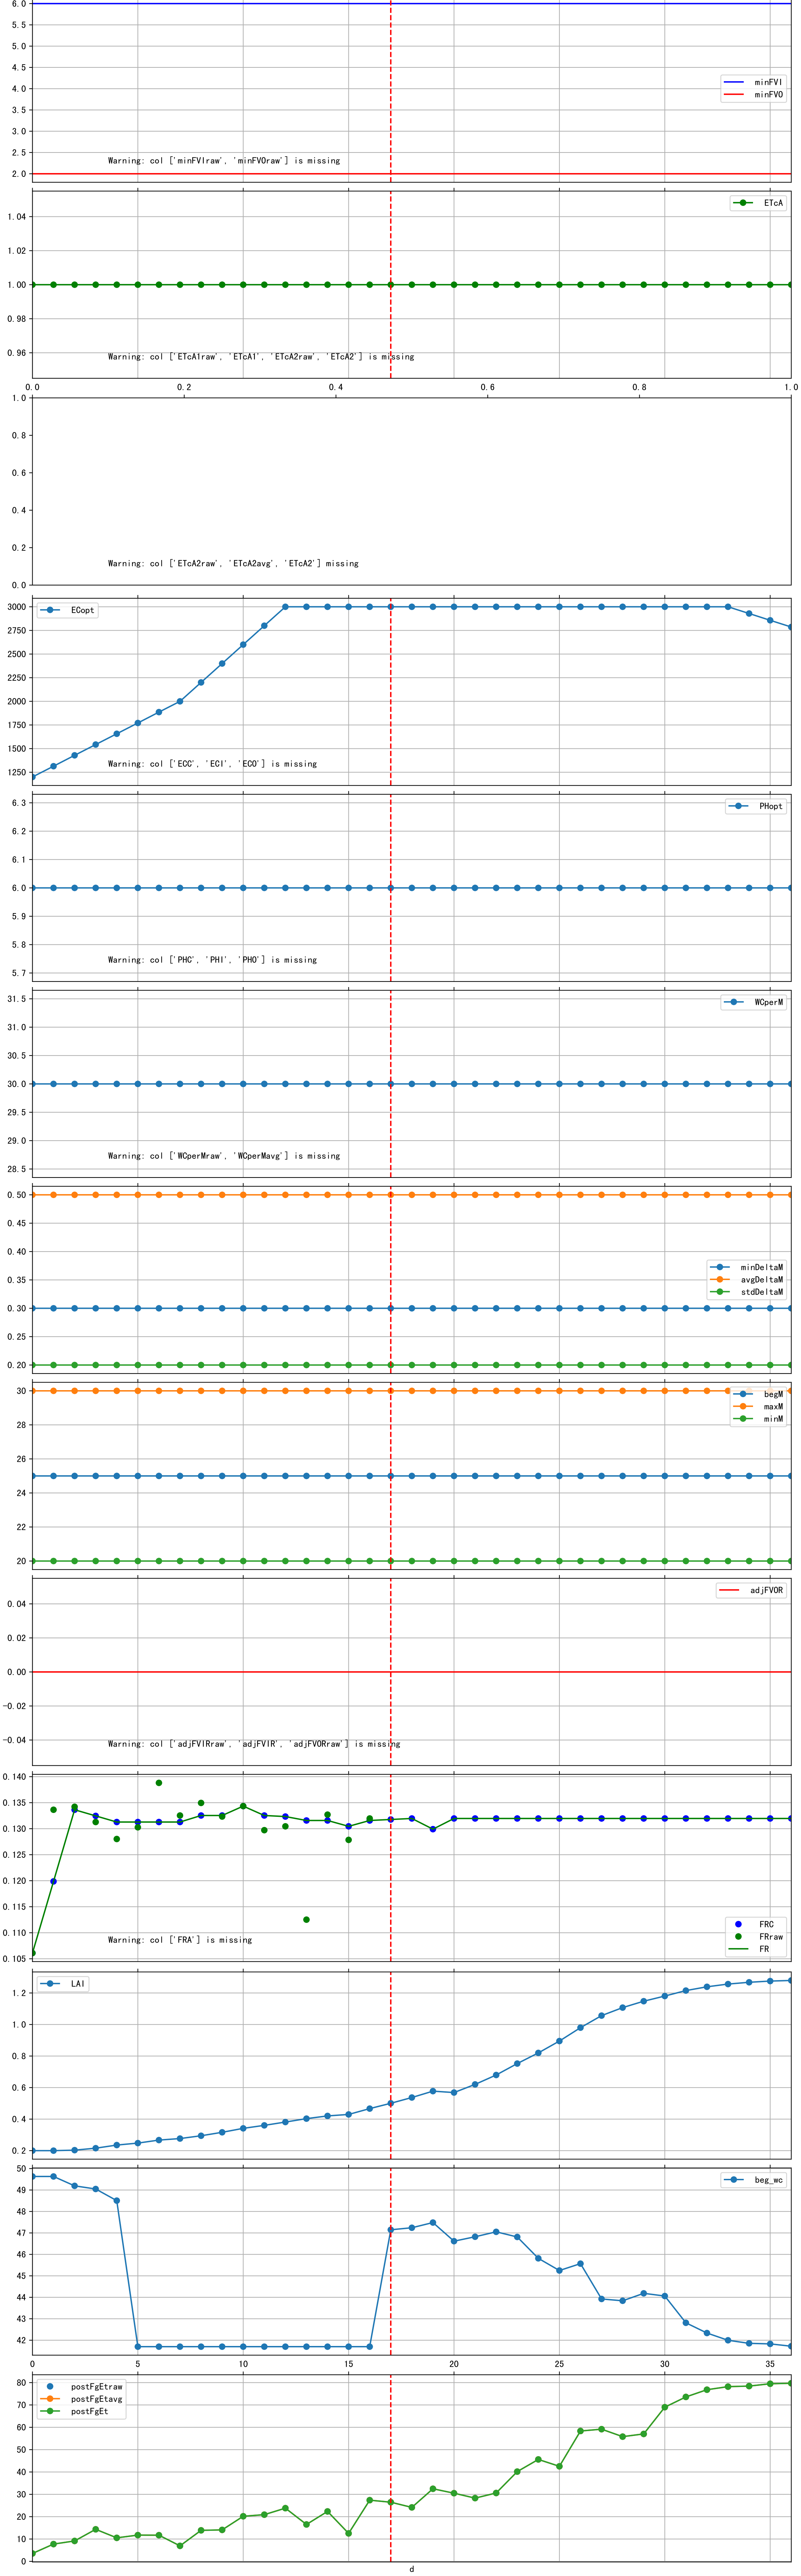 6.0
5.5
5.0
4.5
4.0
3.5
3.0
2.5
2.0
minFVI
minFVO
Warning: col ['minFVIraw', 'minFVOraw'] is missing
1.04
1.02
1.00
0.98
0.96
ETcA
Warning: col ['ETcA1raw', 'ETcA1', 'ETcA2raw', 'ETcA2'] is missing
0.0 0.2 0.4 0.6 0.8 1.0
1.0
0.8
0.6
0.4
0.2
0.0
Warning: col ['ETcA2raw', 'ETcA2avg', 'ETcA2'] missing
3000
2750
2500
2250
2000
1750
1500
1250
ECopt
Warning: col ['ECC', 'ECI', 'ECO'] is missing
6.3
6.2
6.1
6.0
5.9
5.8
5.7
PHopt
Warning: col ['PHC', 'PHI', 'PHO'] is missing
31.5
31.0
30.5
30.0
29.5
29.0
28.5
WCperM
Warning: col ['WCperMraw', 'WCperMavg'] is missing
0.50
0.45
0.40
0.35
0.30
0.25
0.20
minDeltaM
avgDeltaM
stdDeltaM
30
28
26
24
22
20
begM
maxM
minM
0.04
0.02
0.00
-0.02
-0.04
adjFVOR
Warning: col ['adjFVIRraw', 'adjFVIR', 'adjFVORraw'] is missing
0.140
0.135
0.130
0.125
0.120
0.115
0.110
0.105
FRC
FRraw
FR
Warning: col ['FRA'] is missing
1.2
1.0
0.8
0.6
0.4
0.2
LAI
50
49
48
47
46
45
44
43
42
beg_wc
0 5 10 15 20 25 30 35
80
70
60
50
40
30
20
10
0
postFgEtraw
postFgEtavg
postFgEt
d